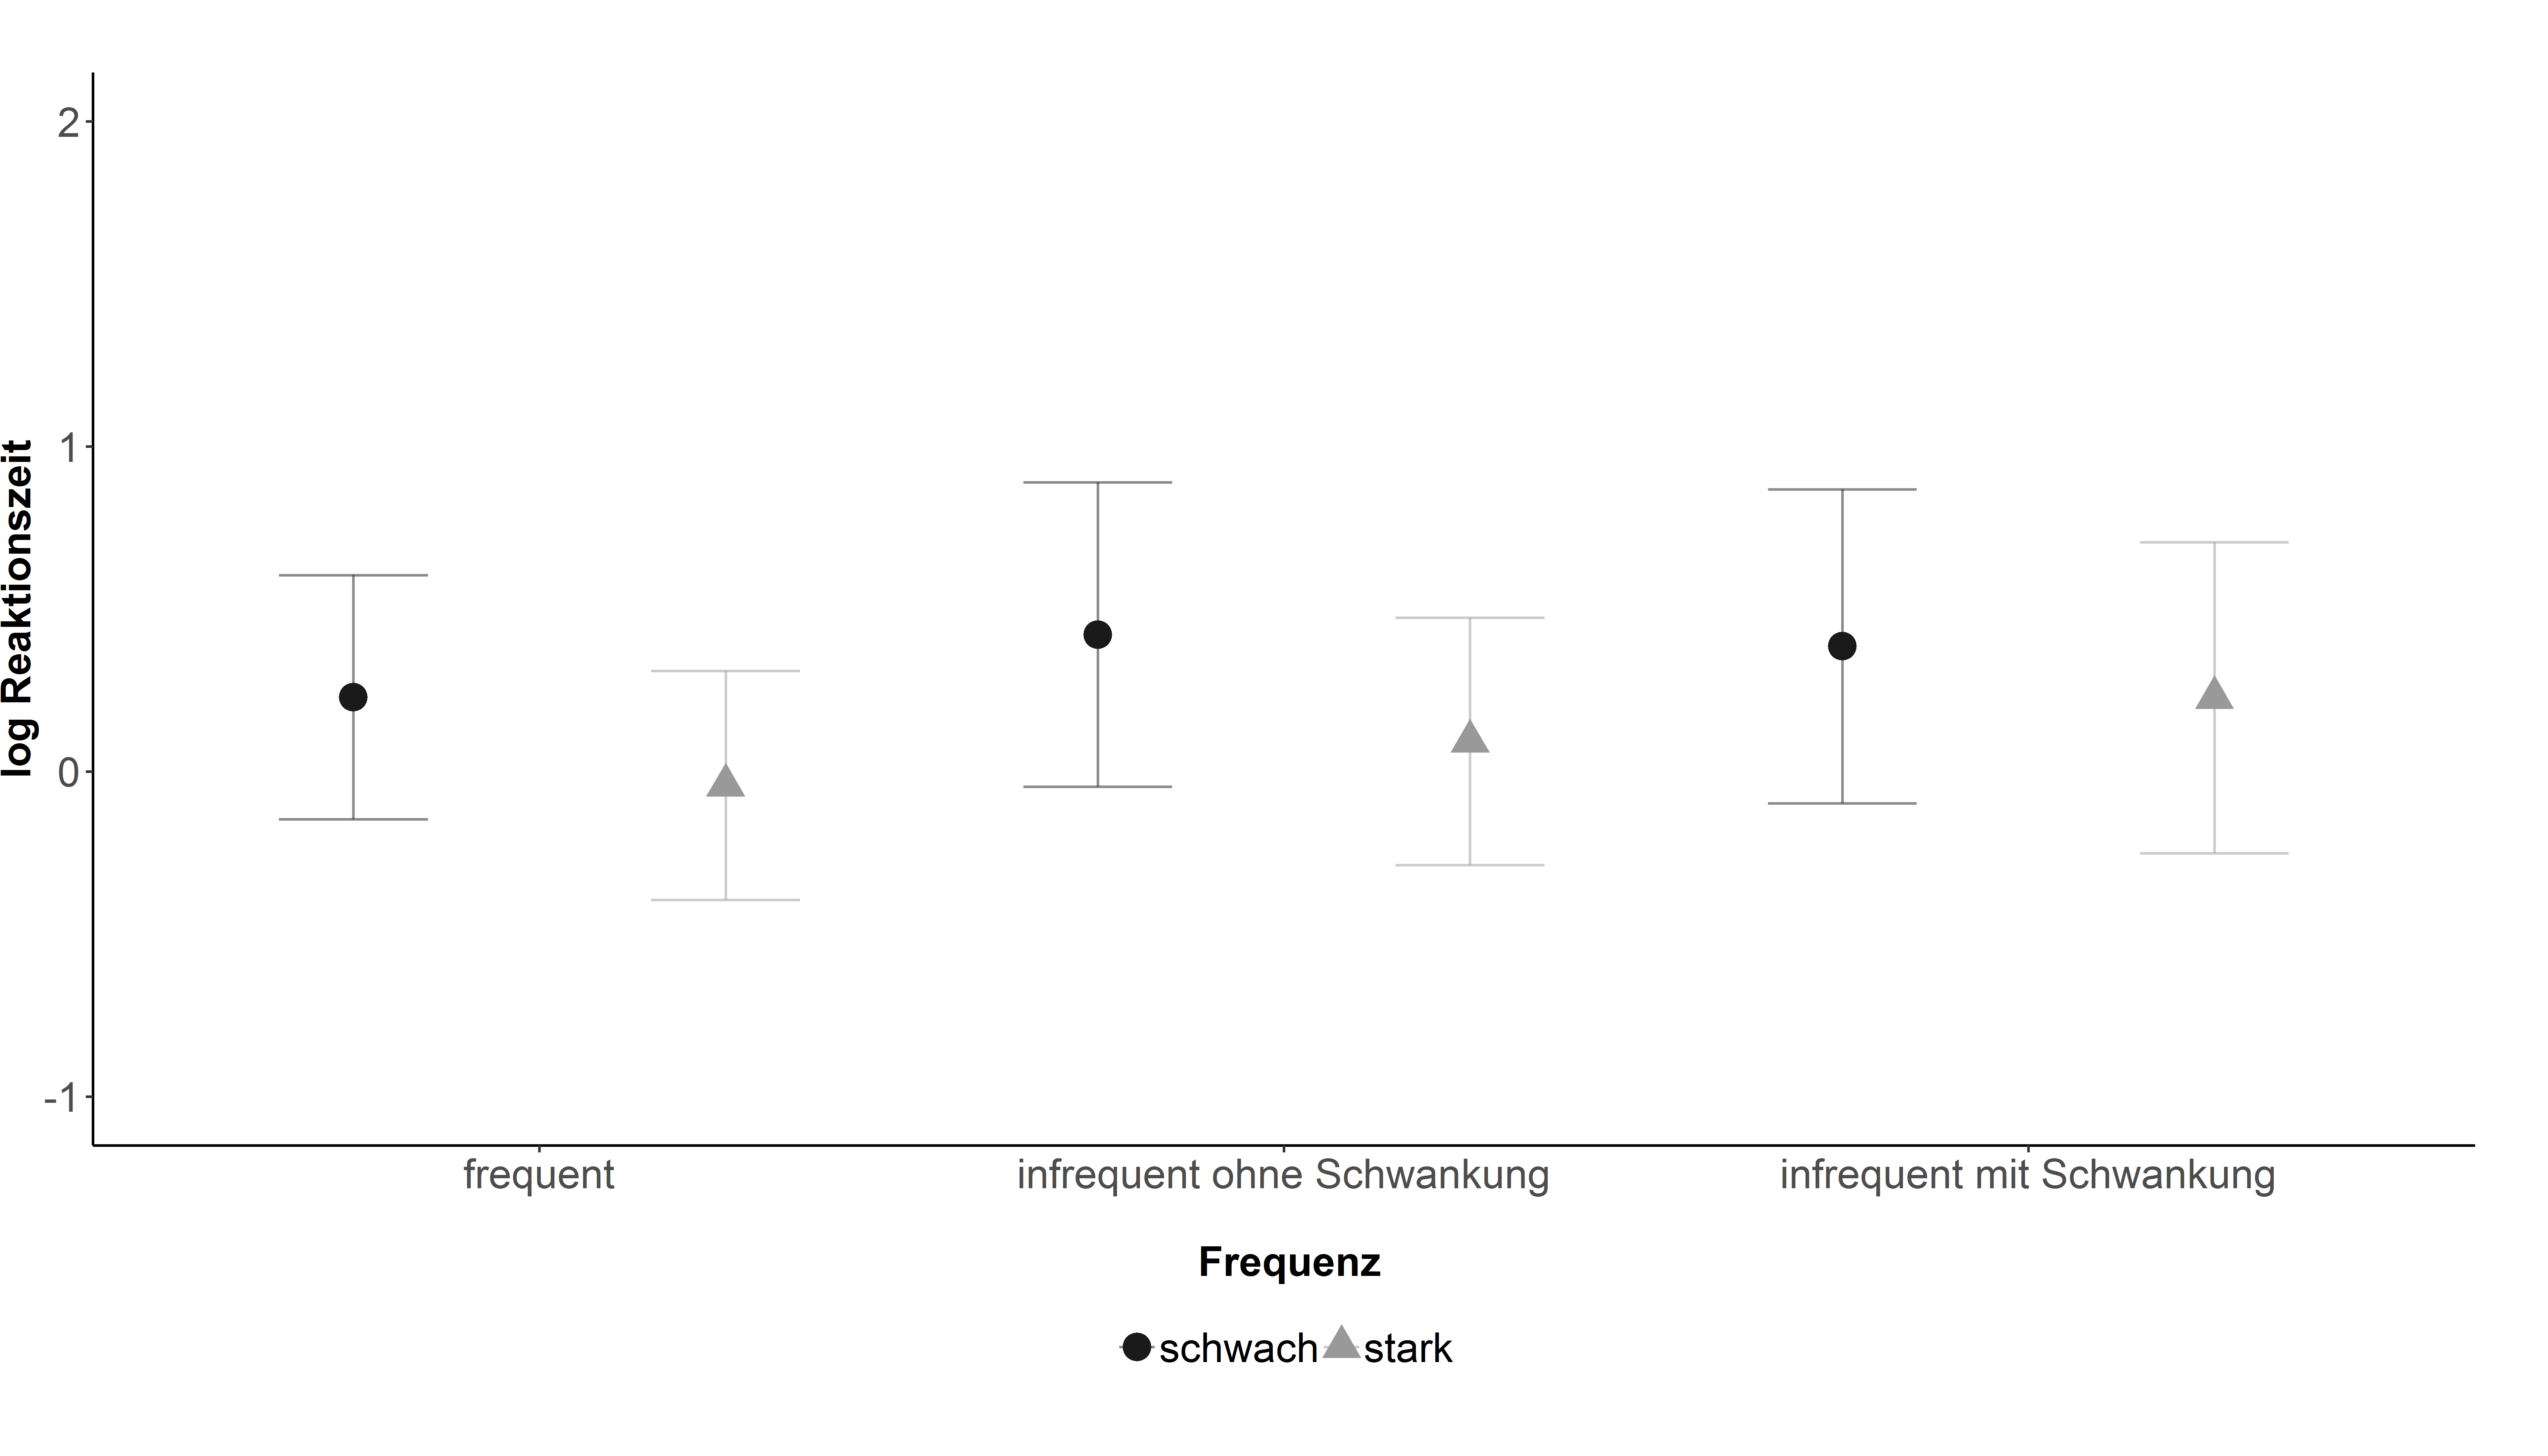 2
1
0
-1
log Reaktionszeit
frequent
infrequent ohne Schwankung
infrequent mit Schwankung
Frequenz
schwach
stark